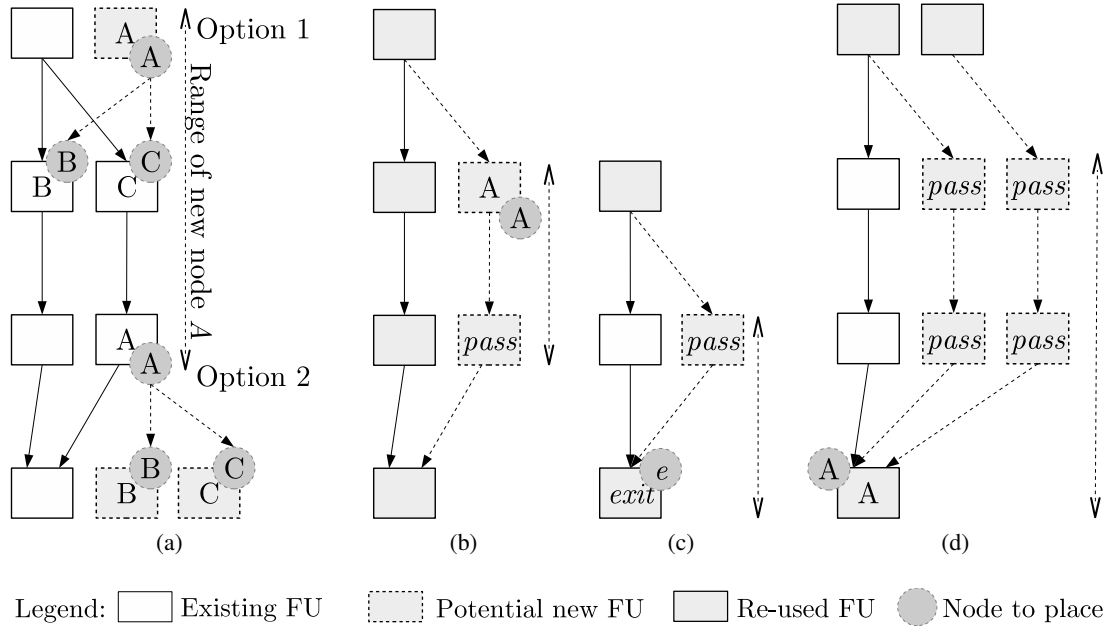 A
A
Option 1
Range of new node A
B
B
C
C
A
A
Option 2
B
B
C
C
(a)
A
A
pass
(b)
pass
e
exit
(c)
pass
pass
pass
pass
A
A
(d)
Legend: Existing FU Potential new FU Re-used FU Node to place